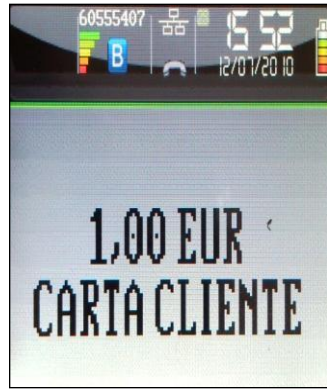 60555407
B
15 52
12/07/2010
1,00 EUR
CARTA CLIENTE